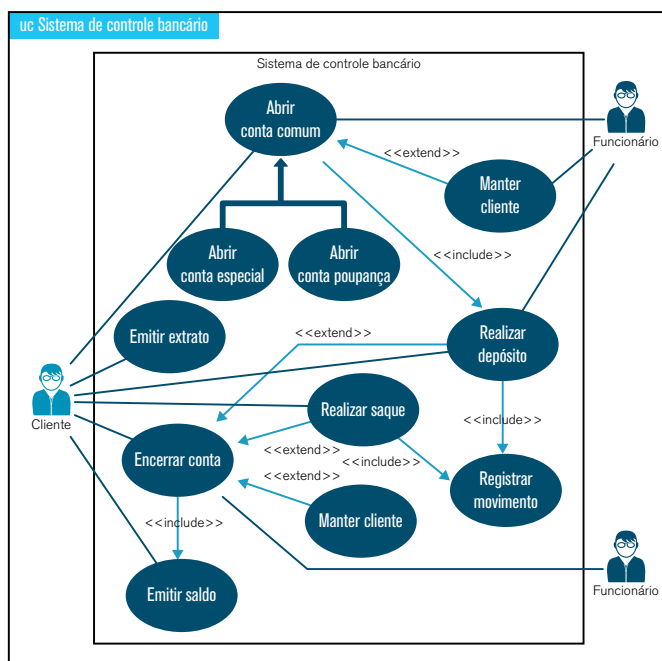 uc Sistema de controle bancário
Sistema de controle bancário
Abrir
conta comum
<<extend>>
Funcionário
Manter
cliente
Abrir
conta especial
Abrir
conta poupança
<<include>>
Emitir extrato
<<extend>>
Realizar
depósito
Cliente
Realizar saque
<<include>>
Encerrar conta
<<extend>>
<<include>>
<<extend>>
Registrar
movimento
Manter cliente
<<include>>
Emitir saldo
Funcionário